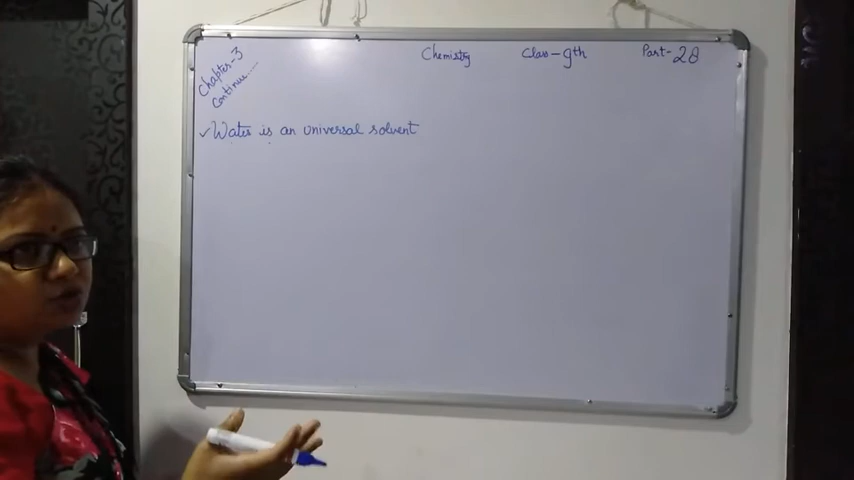 Chapter-3
Continue.....
Chemistry
Class-9th
Part-28
✓Water is an universal solvent